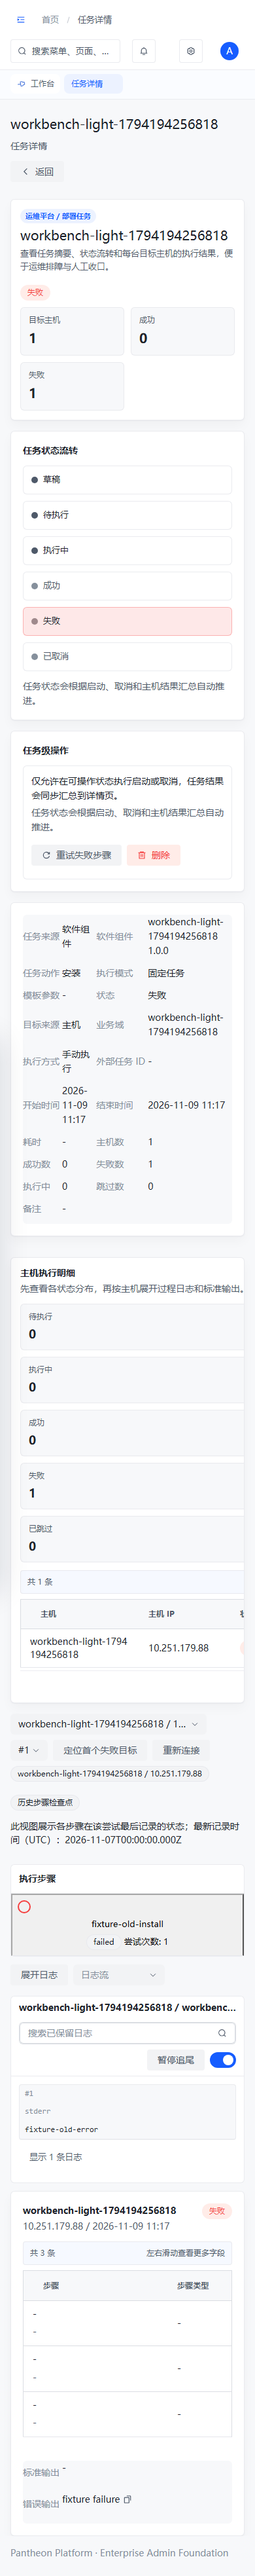 首页 / 任务详情
搜索菜单、页面、...
A
工作台
任务详情
workbench-light-1794194256818
任务详情
返回
运维平台 / 部署任务
workbench-light-1794194256818
查看任务摘要、状态流转和每台目标主机的执行结果，便
于运维排障与人工收口。
失败
目标主机
1
成功
0
失败
1
任务状态流转
草稿
待执行
执行中
成功
失败
已取消
任务状态会根据启动、取消和主机结果汇总自动推
进。
任务级操作
仅允许在可操作状态执行启动或取消，任务结果
会同步汇总到详情页。
任务状态会根据启动、取消和主机结果汇总自动
推进。
重试失败步骤
删除
任务来源 软件组件 软件组件 workbench-light-1794194256818 1.0.0
任务动作 安装 执行模式 固定任务
模板参数 - 状态 失败
目标来源 主机 业务域 workbench-light-1794194256818
执行方式 手动执行 外部任务 ID -
开始时间 2026-11-09 11:17 结束时间 2026-11-09 11:17
耗时 - 主机数 1
成功数 0 失败数 1
执行中 0 跳过数 0
备注 -
主机执行明细
先查看各状态分布，再按主机展开过程日志和标准输出。
待执行
0
执行中
0
成功
0
失败
1
已跳过
0
共 1 条
主机 主机 IP
workbench-light-1794194256818 10.251.179.88
workbench-light-1794194256818 / 1...
#1
定位首个失败目标
重新连接
workbench-light-1794194256818 / 10.251.179.88
历史步骤检查点
此视图展示各步骤在该尝试最后记录的状态；最新记录时
间（UTC）：2026-11-07T00:00:00.000Z
执行步骤
fixture-old-install
failed 尝试次数: 1
展开日志
日志流
workbench-light-1794194256818 / workbenc...
搜索已保留日志
暂停追尾
#1
stderr
fixture-old-error
显示 1 条日志
workbench-light-1794194256818
失败
10.251.179.88 / 2026-11-09 11:17
共 3 条 左右滑动查看更多字段
步骤 步骤类型
-
- -
-
- -
-
- -
标准输出 -
错误输出 fixture failure
Pantheon Platform · Enterprise Admin Foundation